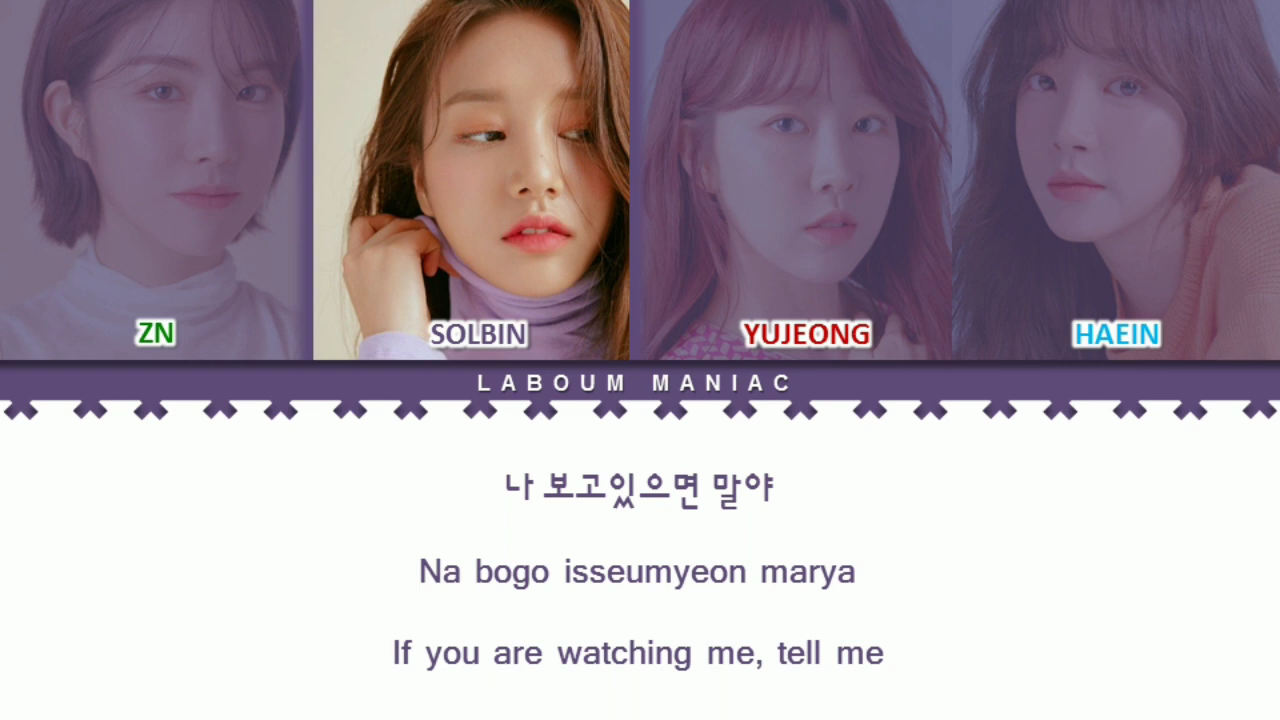 ZN SOLBIN YUJEONG HAEIN
LABOUM MANIAC
나 보고있으면 말야
Na bogo isseumyeon marya
If you are watching me, tell me